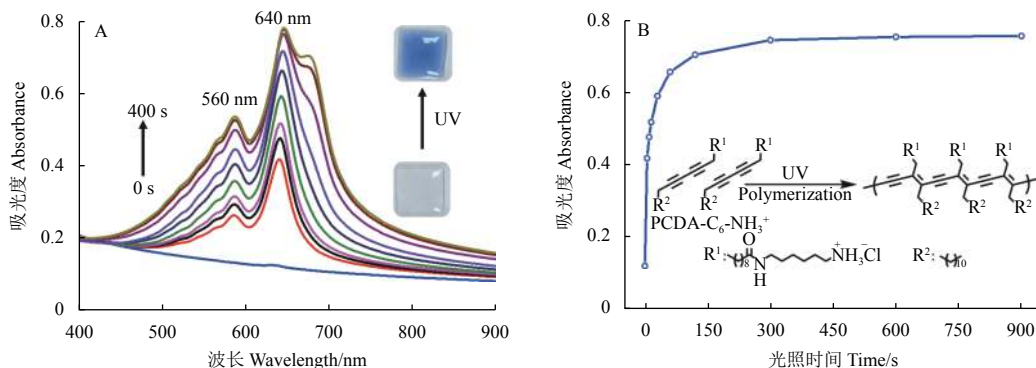 A
640 nm
560 nm
400 s
0 s
UV
吸光度 Absorbance
0.8
0.6
0.4
0.2
0
400
500
600
700
800
900
波长 Wavelength/nm
B
吸光度 Absorbance
0.8
0.6
0.4
0.2
0
R¹
R¹
R²
R²
PCDA-C₆-NH₃⁺
UV
Polymerization
R¹
R¹
R¹
R²
R²
R²
R¹:
8
O
N
H
NH₃Cl
+
−
R²:
10
0
150
300
450
600
750
900
光照时间 Time/s